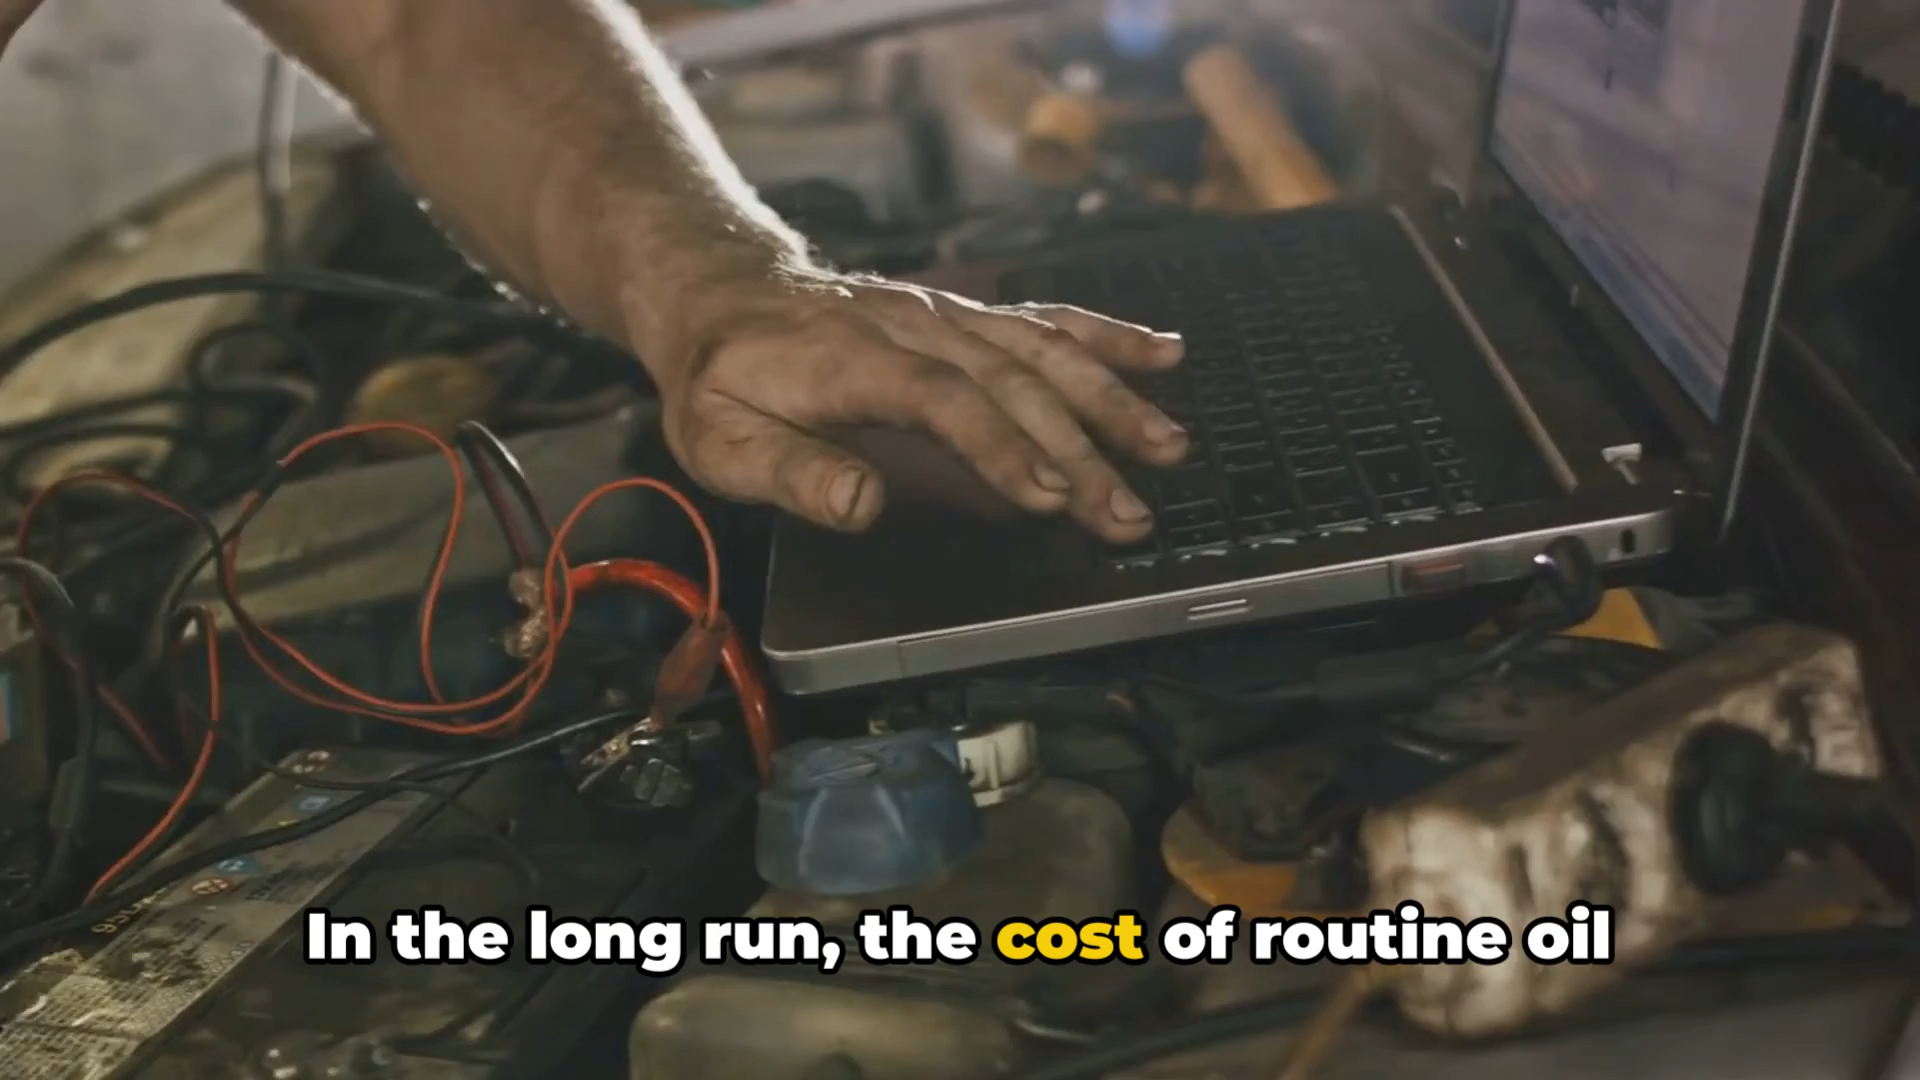 In the long run, the cost of routine oil